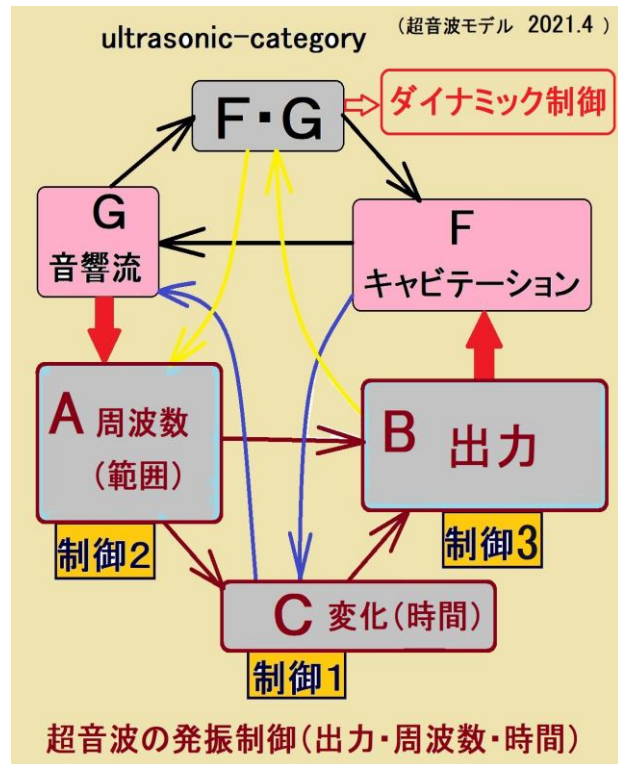 ultrasonic-category
(超音波モデル 2021.4 )
F・G
ダイナミック制御
G
音響流
F
キャビテーション
A 周波数
(範囲)
B 出力
制御2
制御3
C 変化(時間)
制御1
超音波の発振制御(出力・周波数・時間)